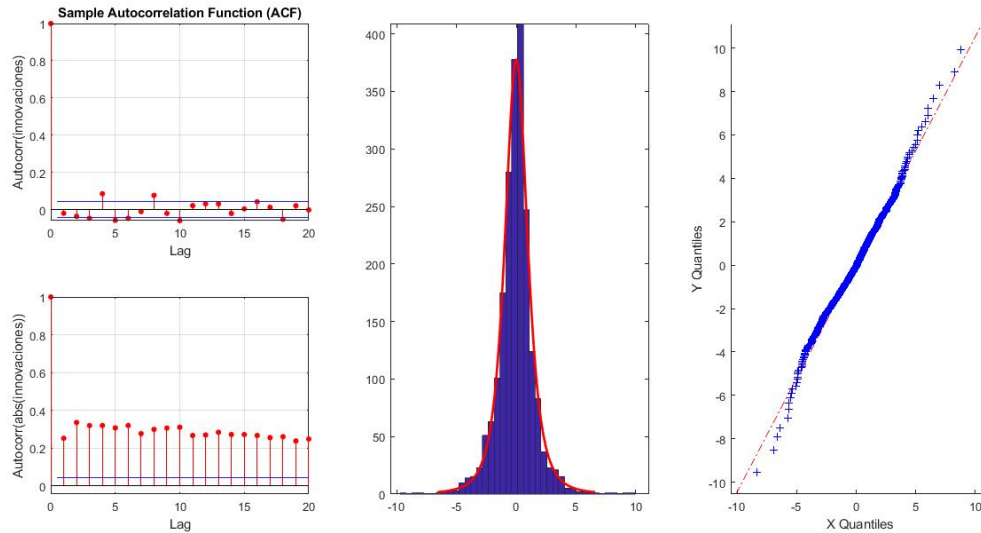 Sample Autocorrelation Function (ACF)
1
0.8
0.6
0.4
0.2
0
Autocorr(innovaciones)
0 5 10 15 20
Lag
1
0.8
0.6
0.4
0.2
0
Autocorr(abs(innovaciones))
0 5 10 15 20
Lag
400
350
300
250
200
150
100
50
0
-10 -5 0 5 10
10
8
6
4
2
0
-2
-4
-6
-8
-10
Y Quantiles
-10 -5 0 5 10
X Quantiles